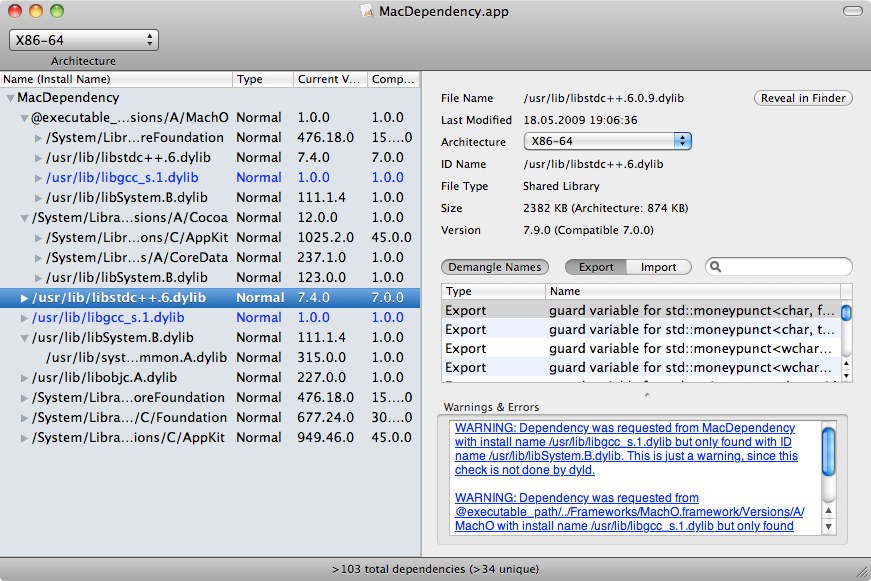 MacDependency.app
X86-64
Architecture
Name (Install Name) Type Current V... Comp...
MacDependency
@executable_...sions/A/MachO Normal 1.0.0 1.0.0
/System/Libr...reFoundation Normal 476.18.0 15....0
/usr/lib/libstdc++.6.dylib Normal 7.4.0 7.0.0
/usr/lib/libgcc_s.1.dylib Normal 1.0.0 1.0.0
/usr/lib/libSystem.B.dylib Normal 111.1.4 1.0.0
/System/Libra...sions/A/Cocoa Normal 12.0.0 1.0.0
/System/Libr...ons/C/AppKit Normal 1025.2.0 45.0.0
/System/Libr...s/A/CoreData Normal 237.1.0 1.0.0
/usr/lib/libSystem.B.dylib Normal 123.0.0 1.0.0
/usr/lib/libstdc++.6.dylib Normal 7.4.0 7.0.0
/usr/lib/libgcc_s.1.dylib Normal 1.0.0 1.0.0
/usr/lib/libSystem.B.dylib Normal 111.1.4 1.0.0
/usr/lib/syst...mmon.A.dylib Normal 315.0.0 1.0.0
/usr/lib/libobjc.A.dylib Normal 227.0.0 1.0.0
/System/Libra...oreFoundation Normal 476.18.0 15....0
/System/Libra.../C/Foundation Normal 677.24.0 30....0
/System/Libra...ions/C/AppKit Normal 949.46.0 45.0.0
File Name /usr/lib/libstdc++.6.0.9.dylib Reveal in Finder
Last Modified 18.05.2009 19:06:36
Architecture X86-64
ID Name /usr/lib/libstdc++.6.dylib
File Type Shared Library
Size 2382 KB (Architecture: 874 KB)
Version 7.9.0 (Compatible 7.0.0)
Demangle Names Export Import
Type Name
Export guard variable for std::moneypunct<char, f...
Export guard variable for std::moneypunct<char, t...
Export guard variable for std::moneypunct<wchar...
Export guard variable for std::moneypunct<wchar...
Warnings & Errors
WARNING: Dependency was requested from MacDependency
with install name /usr/lib/libgcc_s.1.dylib but only found with ID
name /usr/lib/libSystem.B.dylib. This is just a warning, since this
check is not done by dyld.
WARNING: Dependency was requested from
@executable_path/../Frameworks/MachO.framework/Versions/A/
MachO with install name /usr/lib/libgcc_s.1.dylib but only found
>103 total dependencies (>34 unique)